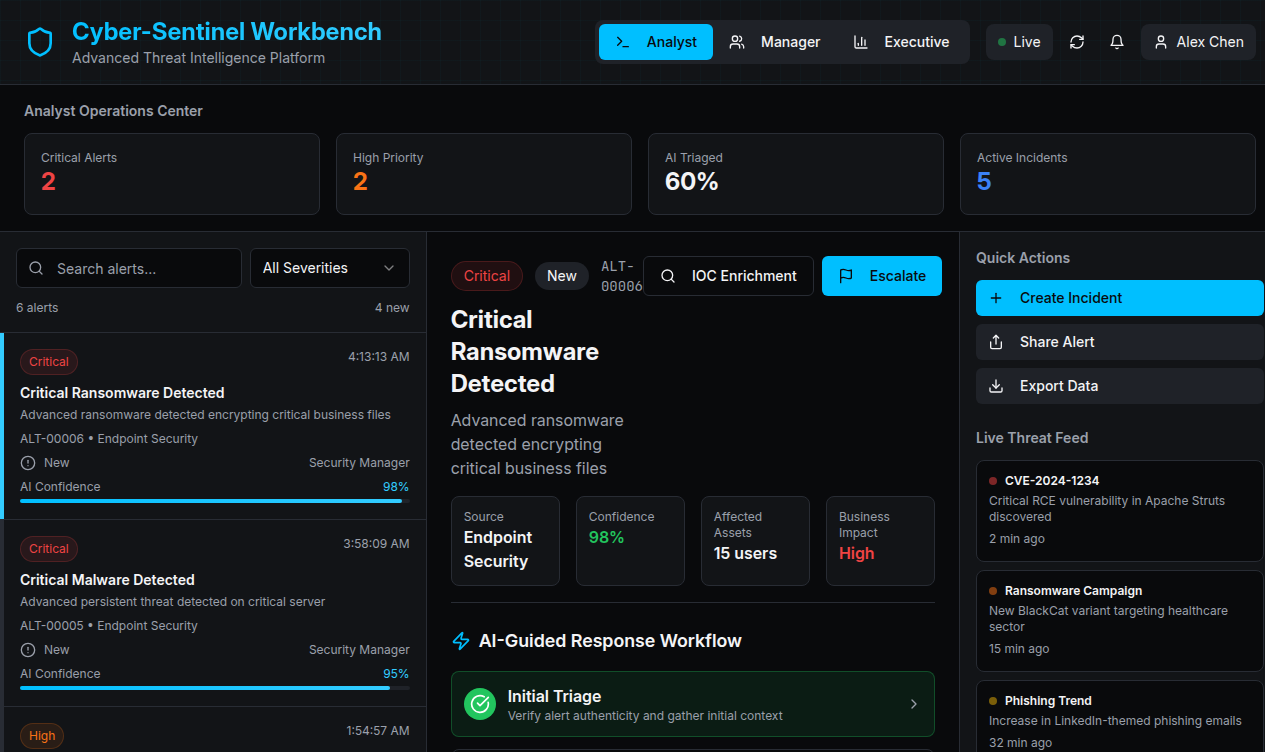 Cyber-Sentinel Workbench
Advanced Threat Intelligence Platform
Analyst
Manager
Executive
Live
Alex Chen
Analyst Operations Center
Critical Alerts
2
High Priority
2
AI Triaged
60%
Active Incidents
5
Search alerts...
All Severities
6 alerts
4 new
Critical
4:13:13 AM
Critical Ransomware Detected
Advanced ransomware detected encrypting critical business files
ALT-00006 • Endpoint Security
New
Security Manager
AI Confidence
98%
Critical
3:58:09 AM
Critical Malware Detected
Advanced persistent threat detected on critical server
ALT-00005 • Endpoint Security
New
Security Manager
AI Confidence
95%
High
1:54:57 AM
Critical
New
ALT-
00006
IOC Enrichment
Escalate
Critical
Ransomware
Detected
Advanced ransomware
detected encrypting
critical business files
Source
Endpoint
Security
Confidence
98%
Affected
Assets
15 users
Business
Impact
High
AI-Guided Response Workflow
Initial Triage
Verify alert authenticity and gather initial context
Quick Actions
Create Incident
Share Alert
Export Data
Live Threat Feed
CVE-2024-1234
Critical RCE vulnerability in Apache Struts
discovered
2 min ago
Ransomware Campaign
New BlackCat variant targeting healthcare
sector
15 min ago
Phishing Trend
Increase in LinkedIn-themed phishing emails
32 min ago